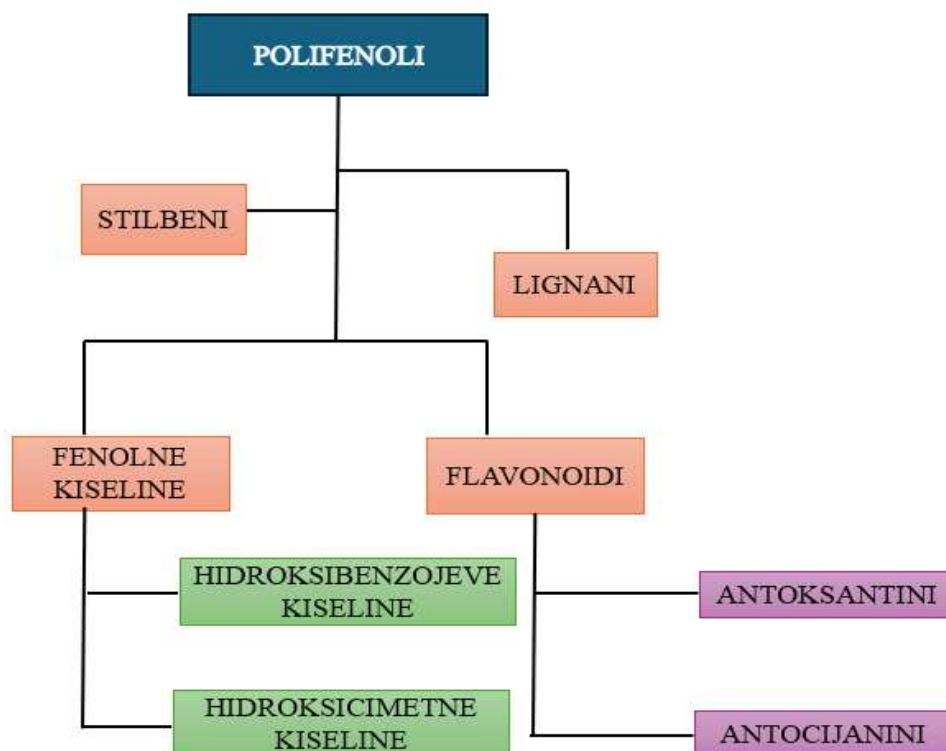 POLIFENOLI
STILBENI
LIGNANI
FENOLNE
KISELINE
FLAVONOIDI
HIDROKSIBENZOJEVE
KISELINE
ANTOKSANTINI
HIDROKSICIMETNE
KISELINE
ANTOCIJANINI